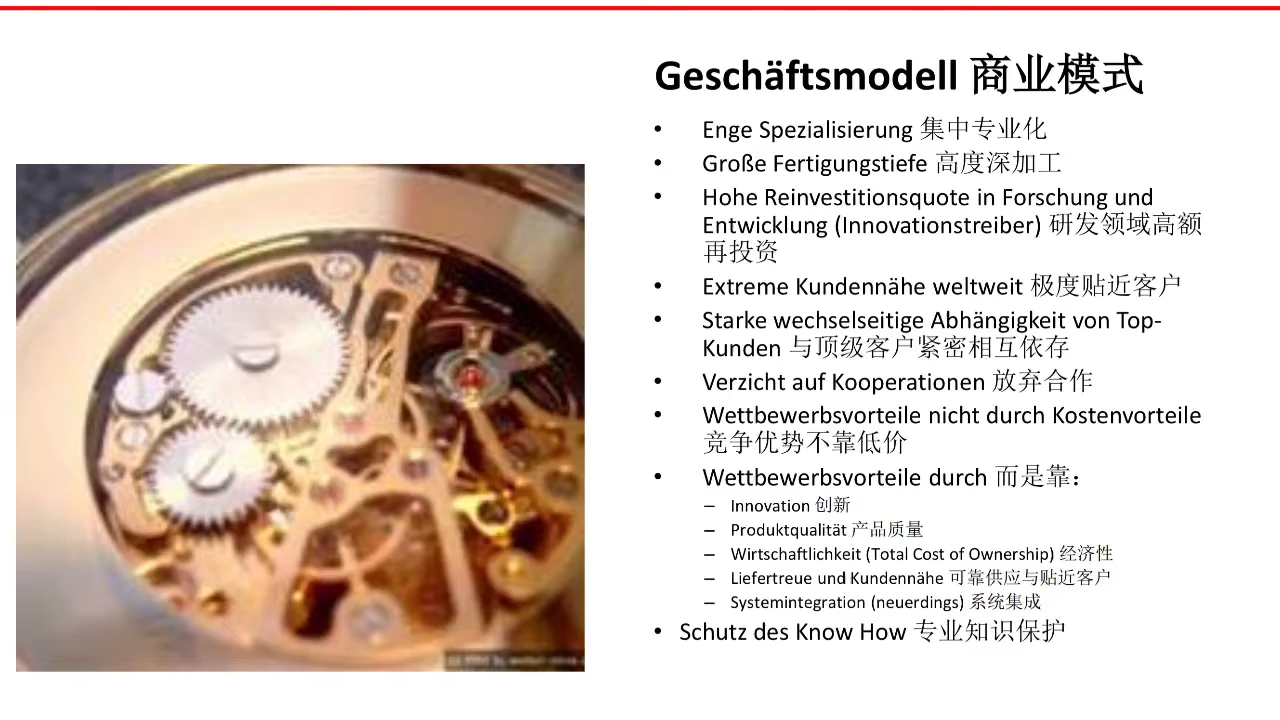 Geschäftsmodell 商业模式
• Enge Spezialisierung 集中专业化
• Große Fertigungstiefe 高度深加工
• Hohe Reinvestitionsquote in Forschung und
Entwicklung (Innovationstreiber) 研发领域高额
再投资
• Extreme Kundennähe weltweit 极度贴近客户
• Starke wechselseitige Abhängigkeit von Top-
Kunden 与顶级客户紧密相互依存
• Verzicht auf Kooperationen 放弃合作
• Wettbewerbsvorteile nicht durch Kostenvorteile
竞争优势不靠低价
• Wettbewerbsvorteile durch 而是靠：
– Innovation 创新
– Produktqualität 产品质量
– Wirtschaftlichkeit (Total Cost of Ownership) 经济性
– Liefertreue und Kundennähe 可靠供应与贴近客户
– Systemintegration (neuerdings) 系统集成
• Schutz des Know How 专业知识保护